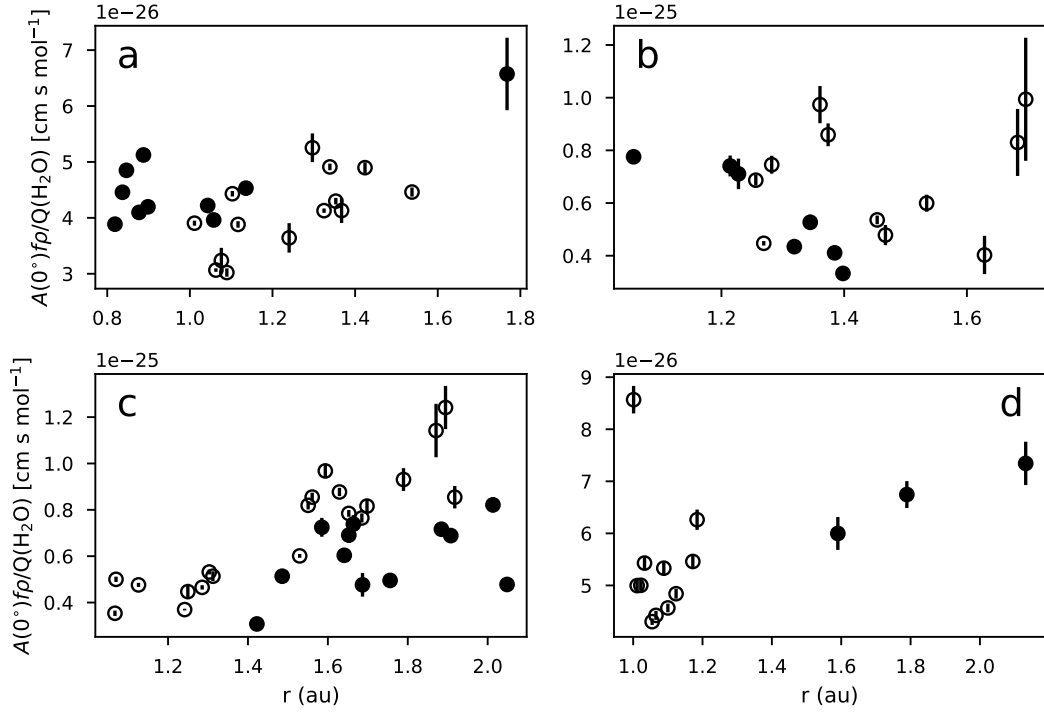 1e−26
a
7
6
5
4
3
0.8 1.0 1.2 1.4 1.6 1.8
A(0°)fρ/Q(H₂O) [cm s mol⁻¹]
1e−25
b
1.2
1.0
0.8
0.6
0.4
1.2 1.4 1.6
1e−25
c
1.2
1.0
0.8
0.6
0.4
1.2 1.4 1.6 1.8 2.0
r (au)
A(0°)fρ/Q(H₂O) [cm s mol⁻¹]
1e−26
d
9
8
7
6
5
1.0 1.2 1.4 1.6 1.8 2.0
r (au)